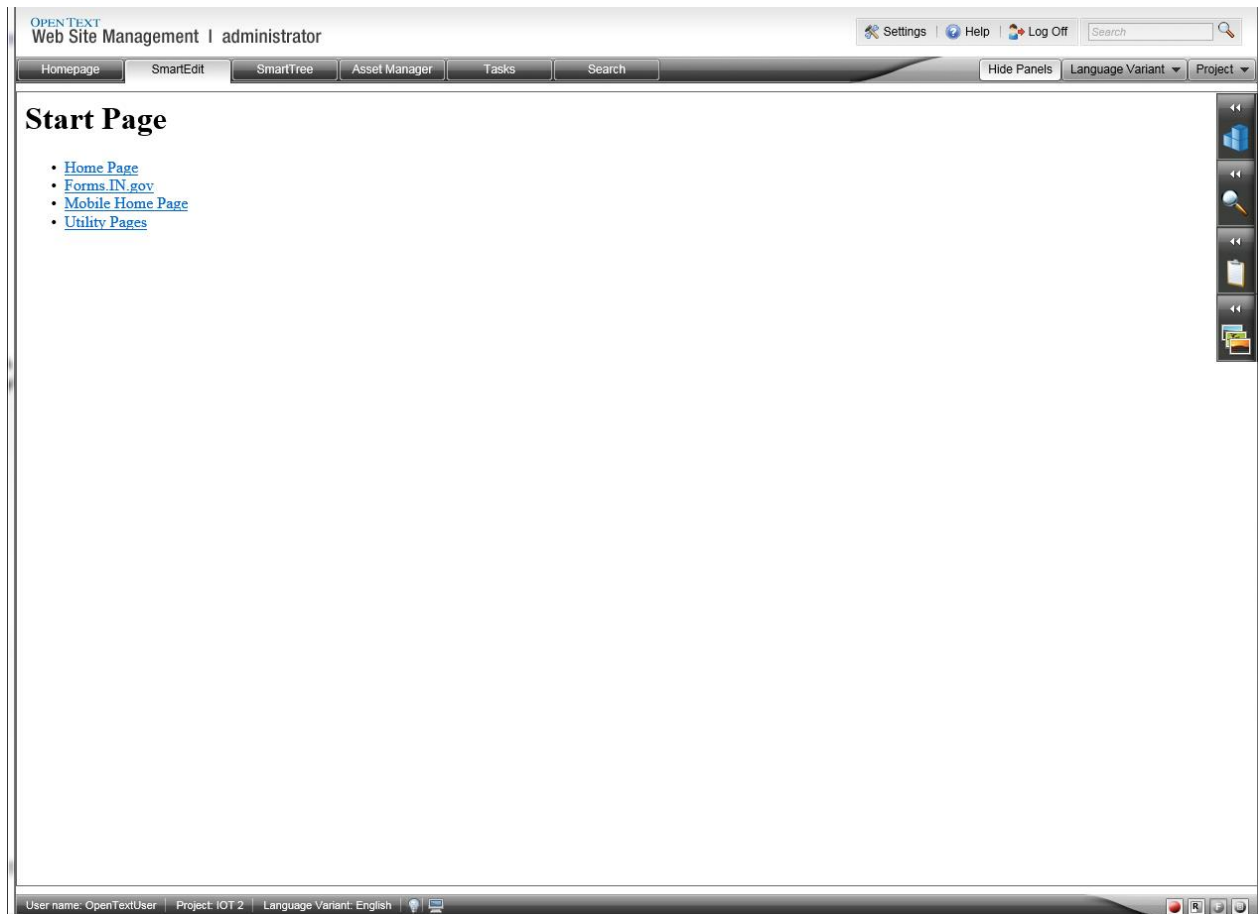 OPEN TEXT
Web Site Management | administrator
Settings | Help | Log Off Search
Homepage SmartEdit SmartTree Asset Manager Tasks Search Hide Panels Language Variant Project
Start Page
• Home Page
• Forms.IN.gov
• Mobile Home Page
• Utility Pages
User name: OpenTextUser | Project: IOT 2 | Language Variant: English
R